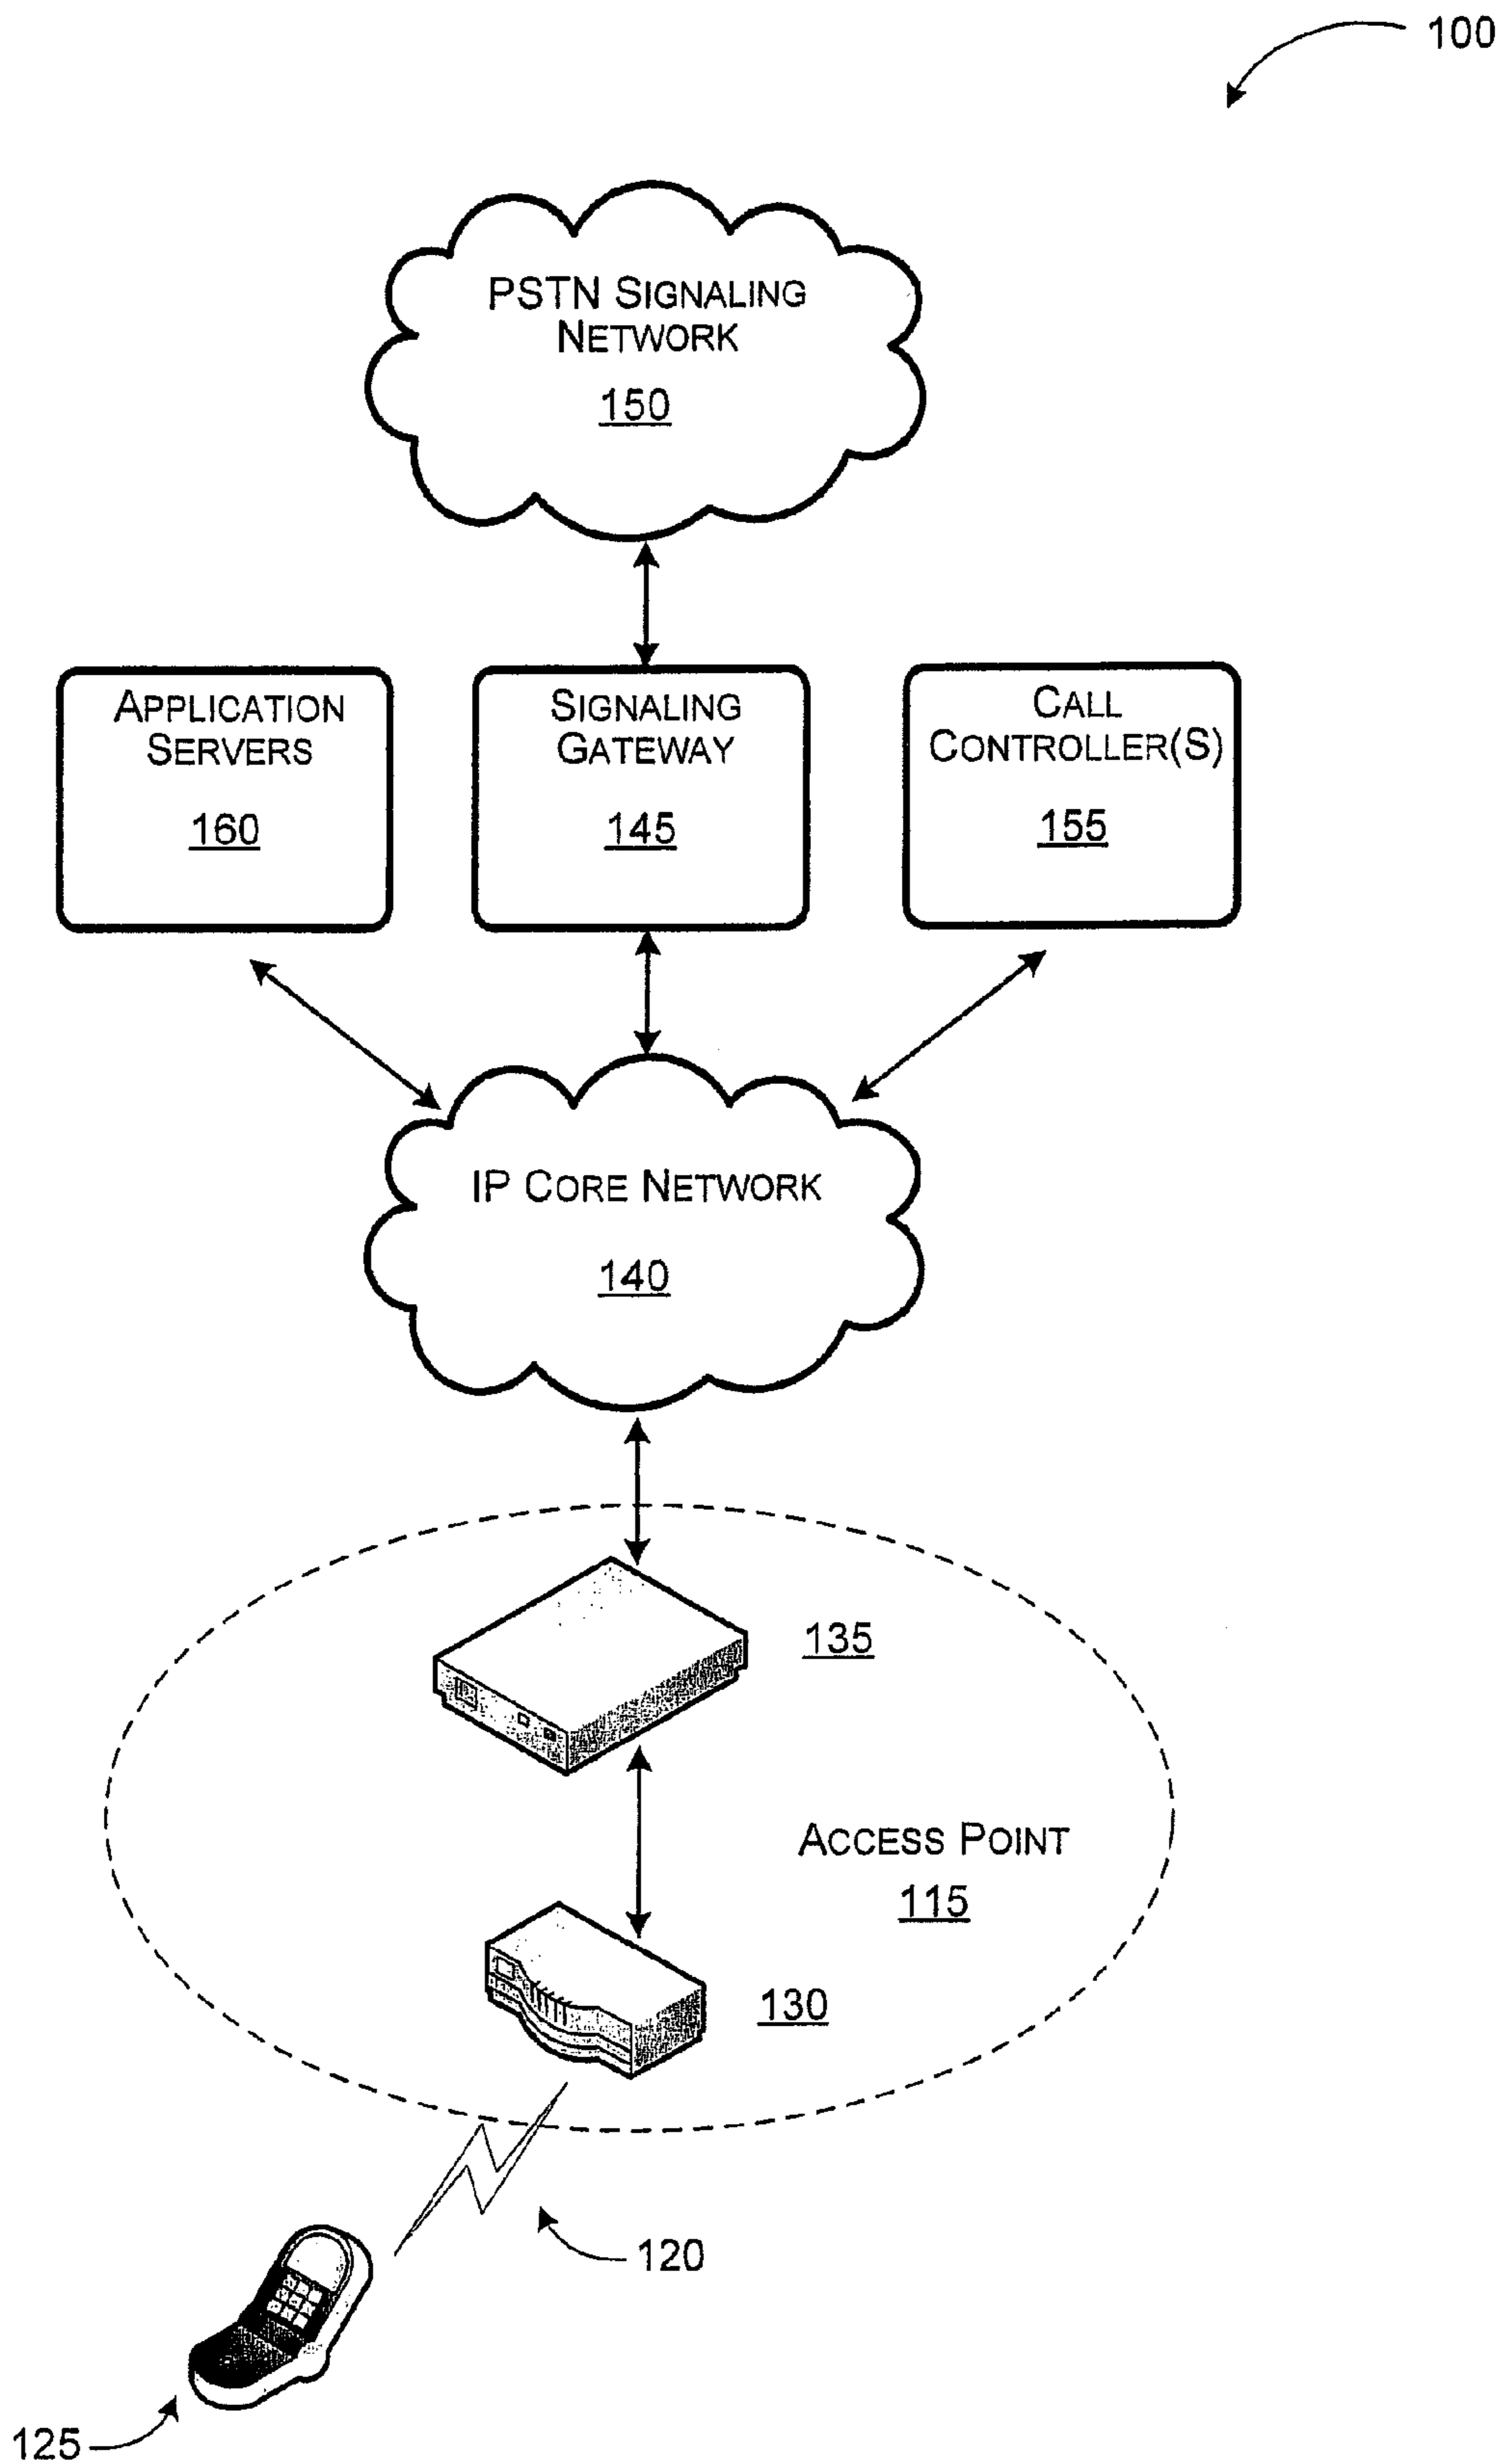 100
PSTN SIGNALING
NETWORK
150
APPLICATION
SERVERS
160
SIGNALING
GATEWAY
145
CALL
CONTROLLER(S)
155
IP CORE NETWORK
140
135
ACCESS POINT
115
130
120
125